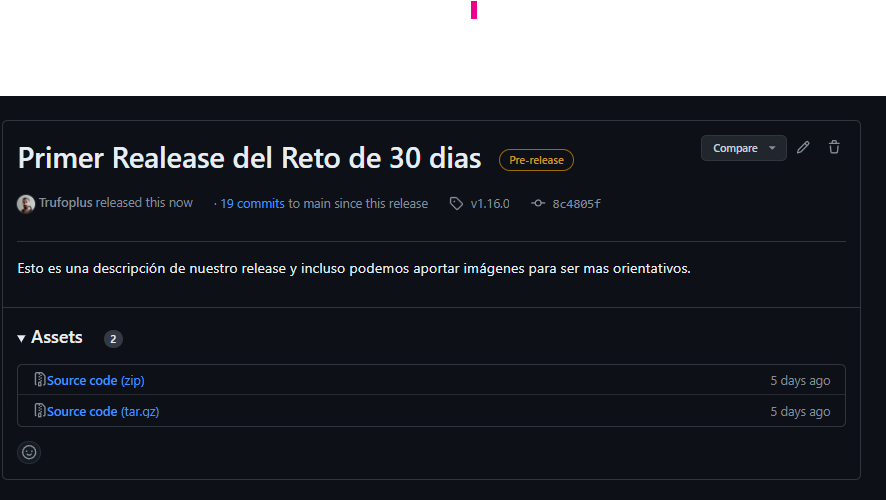 Primer Realease del Reto de 30 dias Pre-release Compare
Trufoplus released this now · 19 commits to main since this release v1.16.0 8c4805f
Esto es una descripción de nuestro release y incluso podemos aportar imágenes para ser mas orientativos.
Assets 2
Source code (zip) 5 days ago
Source code (tar.gz) 5 days ago